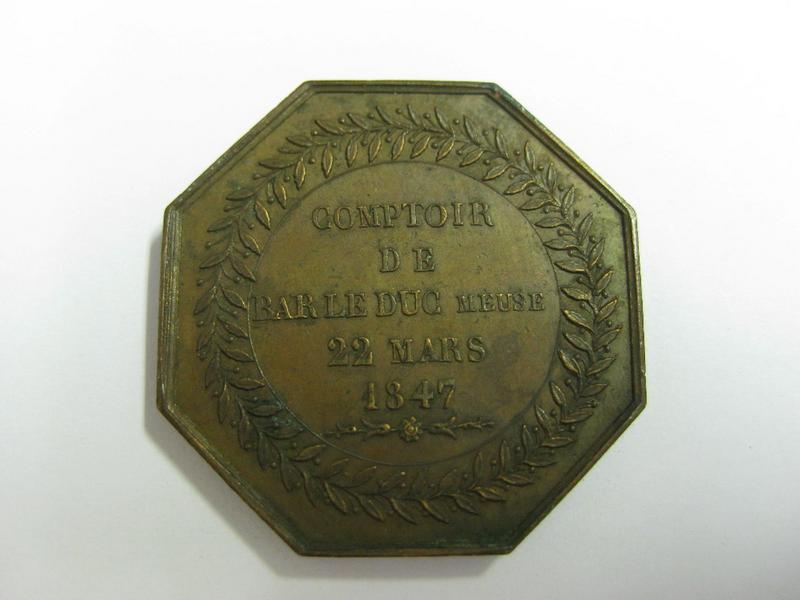 COMPTOIR
DE
BAR LE DUC MEUSE
22 MARS
1847